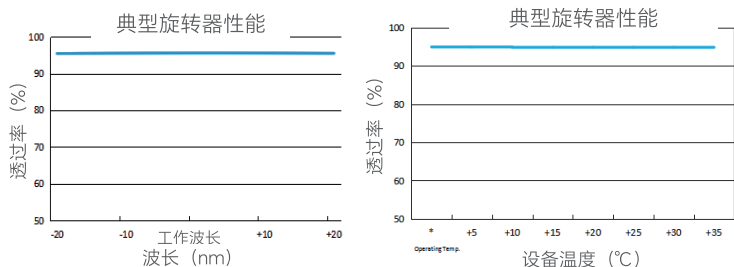 典型旋转器性能
100
90
80
70
60
50
透过率（%）
-20 -10 工作波长 +10 +20
波长（nm）
典型旋转器性能
100
90
80
70
60
50
透过率（%）
* +5 +10 +15 +20 +25 +30 +35
Operating Temp.
设备温度（℃）